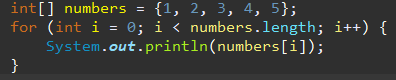 int[] numbers = {1, 2, 3, 4, 5};
for (int i = 0; i < numbers.length; i++) {
    System.out.println(numbers[i]);
}